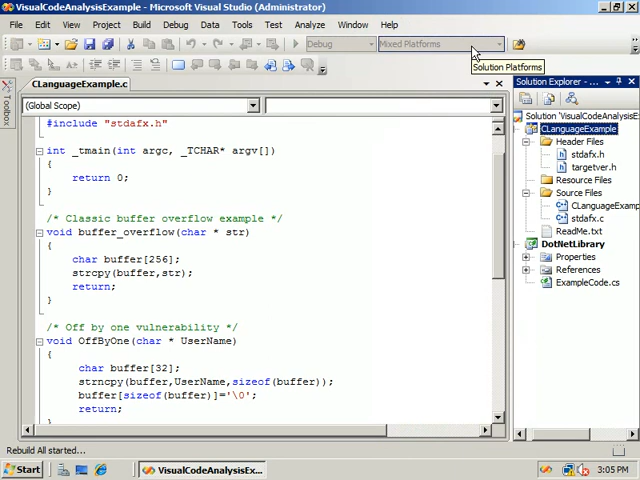 VisualCodeAnalysisExample - Microsoft Visual Studio (Administrator)
File Edit View Project Build Debug Data Tools Test Analyze Window Help
Debug Mixed Platforms
Solution Platforms
Toolbox
CLanguageExample.c
(Global Scope)
#include "stdafx.h"
int _tmain(int argc, _TCHAR* argv[])
{
return 0;
}
/* Classic buffer overflow example */
void buffer_overflow(char * str)
{
char buffer[256];
strcpy(buffer,str);
return;
}
/* Off by one vulnerability */
void OffByOne(char * UserName)
{
char buffer[32];
strncpy(buffer,UserName,sizeof(buffer));
buffer[sizeof(buffer)]='\0';
return;
}
Solution Explorer - ...
Solution 'VisualCodeAnalysisE
CLanguageExample
Header Files
stdafx.h
targetver.h
Resource Files
Source Files
CLanguageExamp
stdafx.c
ReadMe.txt
DotNetLibrary
Properties
References
ExampleCode.cs
Rebuild All started...
Start
VisualCodeAnalysisEx...
3:05 PM